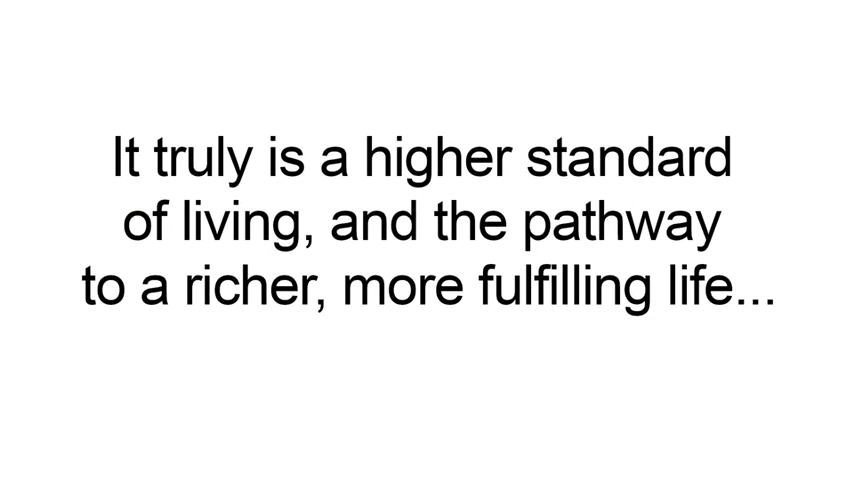 It truly is a higher standard
of living, and the pathway
to a richer, more fulfilling life...